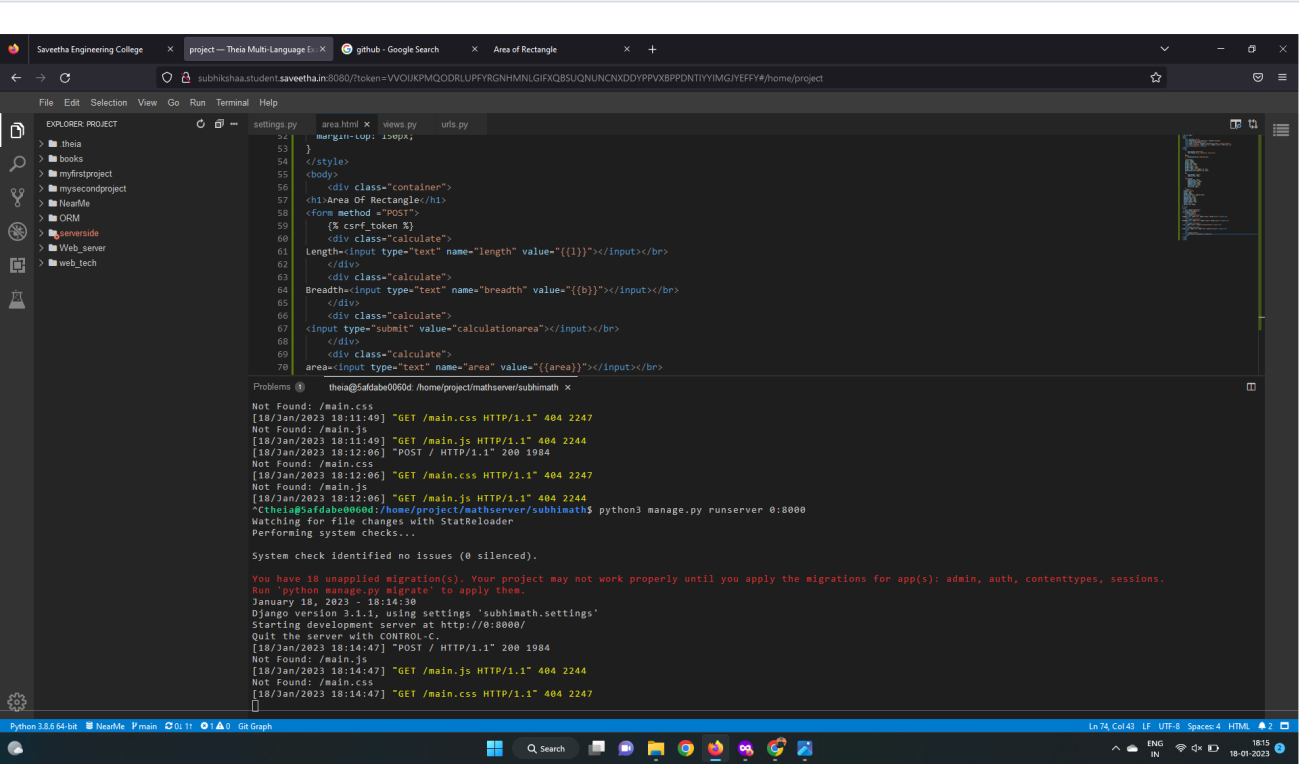 Saveetha Engineering College
project — Theia Multi-Language Ex
github - Google Search
Area of Rectangle
subhikshaa.student.saveetha.in:8080/?token=VVOIJKPMQODRLUPFYRGNHMNLGIFXQBSUQNUNCNXDDYPPVXBPPDNTIYYIMGJYEFFY#/home/project
File Edit Selection View Go Run Terminal Help
EXPLORER: PROJECT
settings.py area.html views.py urls.py
> .theia
> books
> myfirstproject
> mysecondproject
> NearMe
> ORM
> serverside
> Web_server
> web_tech
52 margin-top: 150px;
53 }
54 </style>
55 <body>
56 <div class="container">
57 <h1>Area Of Rectangle</h1>
58 <form method ="POST">
59 {% csrf_token %}
60 <div class="calculate">
61 Length=<input type="text" name="length" value="{{l}}"></input></br>
62 </div>
63 <div class="calculate">
64 Breadth=<input type="text" name="breadth" value="{{b}}"></input></br>
65 </div>
66 <div class="calculate">
67 <input type="submit" value="calculationarea"></input></br>
68 </div>
69 <div class="calculate">
70 area=<input type="text" name="area" value="{{area}}"></input></br>
Problems 1 theia@5afdabe0060d: /home/project/mathserver/subhimath ×
Not Found: /main.css
[18/Jan/2023 18:11:49] "GET /main.css HTTP/1.1" 404 2247
Not Found: /main.js
[18/Jan/2023 18:11:49] "GET /main.js HTTP/1.1" 404 2244
[18/Jan/2023 18:12:06] "POST / HTTP/1.1" 200 1984
Not Found: /main.css
[18/Jan/2023 18:12:06] "GET /main.css HTTP/1.1" 404 2247
Not Found: /main.js
[18/Jan/2023 18:12:06] "GET /main.js HTTP/1.1" 404 2244
^Ctheia@5afdabe0060d:/home/project/mathserver/subhimath$ python3 manage.py runserver 0:8000
Watching for file changes with StatReloader
Performing system checks...
System check identified no issues (0 silenced).
You have 18 unapplied migration(s). Your project may not work properly until you apply the migrations for app(s): admin, auth, contenttypes, sessions.
Run 'python manage.py migrate' to apply them.
January 18, 2023 - 18:14:30
Django version 3.1.1, using settings 'subhimath.settings'
Starting development server at http://0:8000/
Quit the server with CONTROL-C.
[18/Jan/2023 18:14:47] "POST / HTTP/1.1" 200 1984
Not Found: /main.js
[18/Jan/2023 18:14:47] "GET /main.js HTTP/1.1" 404 2244
Not Found: /main.css
[18/Jan/2023 18:14:47] "GET /main.css HTTP/1.1" 404 2247
Python 3.8.6 64-bit NearMe main 0↓ 1↑ 1 0 Git Graph Ln 74, Col 43 LF UTF-8 Spaces: 4 HTML 2
Search ENG IN 18:15 18-01-2023 2